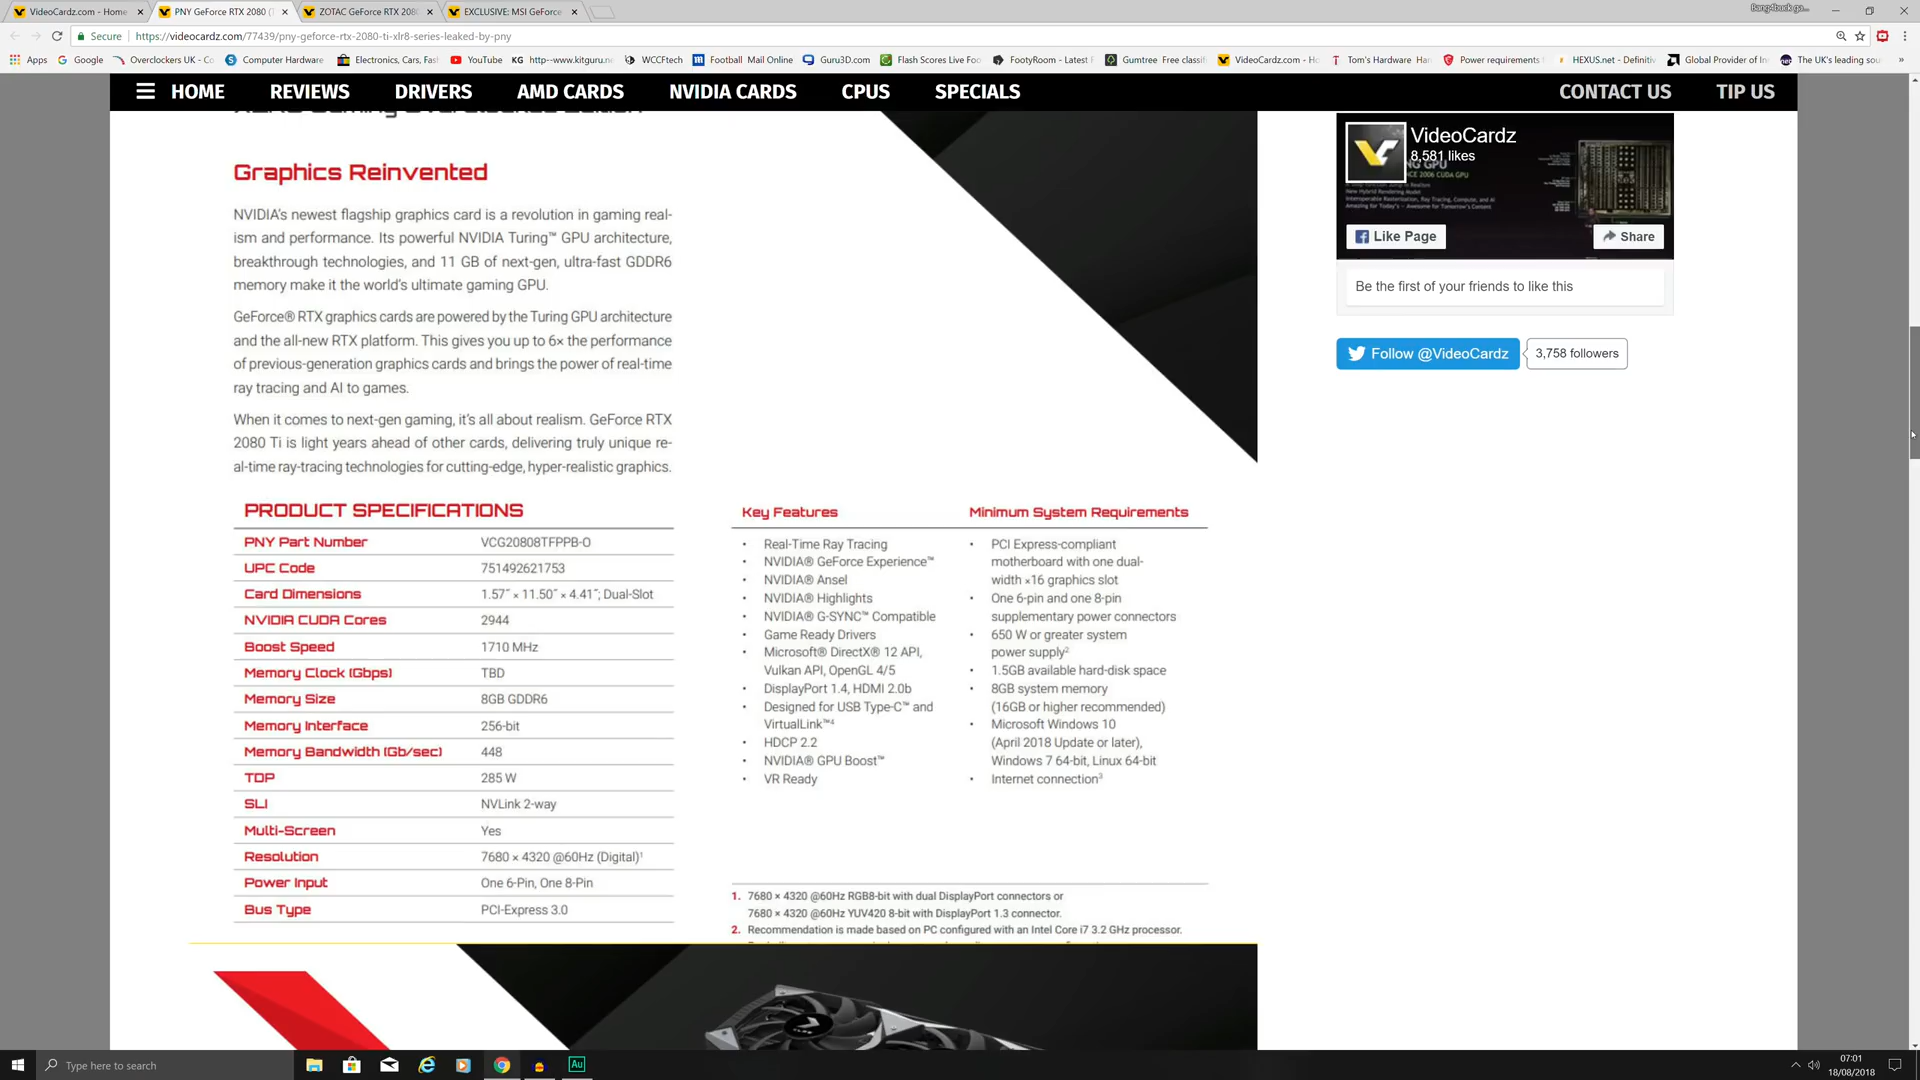 VideoCardz.com - Home
PNY GeForce RTX 2080 (T
ZOTAC GeForce RTX 2080
EXCLUSIVE: MSI GeForce
Secure
https://videocardz.com/77439/pny-geforce-rtx-2080-ti-xlr8-series-leaked-by-pny
Apps
Google
Overclockers UK - Co
Computer Hardware
Electronics, Cars, Fas
YouTube
KG http--www.kitguru.ne
WCCFtech
Football Mail Online
Guru3D.com
Flash Scores Live Foo
FootyRoom - Latest F
Gumtree Free classif
VideoCardz.com - Ho
Tom's Hardware Har
Power requirements
HEXUS.net - Definitiv
Global Provider of In
The UK's leading sou
HOME
REVIEWS
DRIVERS
AMD CARDS
NVIDIA CARDS
CPUS
SPECIALS
CONTACT US
TIP US
Graphics Reinvented
NVIDIA's newest flagship graphics card is a revolution in gaming real-
ism and performance. Its powerful NVIDIA Turing™ GPU architecture,
breakthrough technologies, and 11 GB of next-gen, ultra-fast GDDR6
memory make it the world's ultimate gaming GPU.
GeForce® RTX graphics cards are powered by the Turing GPU architecture
and the all-new RTX platform. This gives you up to 6× the performance
of previous-generation graphics cards and brings the power of real-time
ray tracing and AI to games.
When it comes to next-gen gaming, it's all about realism. GeForce RTX
2080 Ti is light years ahead of other cards, delivering truly unique re-
al-time ray-tracing technologies for cutting-edge, hyper-realistic graphics.
PRODUCT SPECIFICATIONS
PNY Part Number VCG20808TFPPB-O
UPC Code 751492621753
Card Dimensions 1.57˝ × 11.50˝ × 4.41˝; Dual-Slot
NVIDIA CUDA Cores 2944
Boost Speed 1710 MHz
Memory Clock (Gbps) TBD
Memory Size 8GB GDDR6
Memory Interface 256-bit
Memory Bandwidth (Gb/sec) 448
TDP 285 W
SLI NVLink 2-way
Multi-Screen Yes
Resolution 7680 × 4320 @60Hz (Digital)¹
Power Input One 6-Pin, One 8-Pin
Bus Type PCI-Express 3.0
Key Features
• Real-Time Ray Tracing
• NVIDIA® GeForce Experience™
• NVIDIA® Ansel
• NVIDIA® Highlights
• NVIDIA® G-SYNC™ Compatible
• Game Ready Drivers
• Microsoft® DirectX® 12 API,
Vulkan API, OpenGL 4/5
• DisplayPort 1.4, HDMI 2.0b
• Designed for USB Type-C™ and
VirtualLink™⁴
• HDCP 2.2
• NVIDIA® GPU Boost™
• VR Ready
Minimum System Requirements
• PCI Express-compliant
motherboard with one dual-
width ×16 graphics slot
• One 6-pin and one 8-pin
supplementary power connectors
• 650 W or greater system
power supply²
• 1.5GB available hard-disk space
• 8GB system memory
(16GB or higher recommended)
• Microsoft Windows 10
(April 2018 Update or later),
Windows 7 64-bit, Linux 64-bit
• Internet connection³
1. 7680 × 4320 @60Hz RGB8-bit with dual DisplayPort connectors or
7680 × 4320 @60Hz YUV420 8-bit with DisplayPort 1.3 connector.
2. Recommendation is made based on PC configured with an Intel Core i7 3.2 GHz processor.
VideoCardz
8,581 likes
Like Page
Share
Be the first of your friends to like this
Follow @VideoCardz
3,758 followers
Type here to search
Au
07:01
18/08/2018